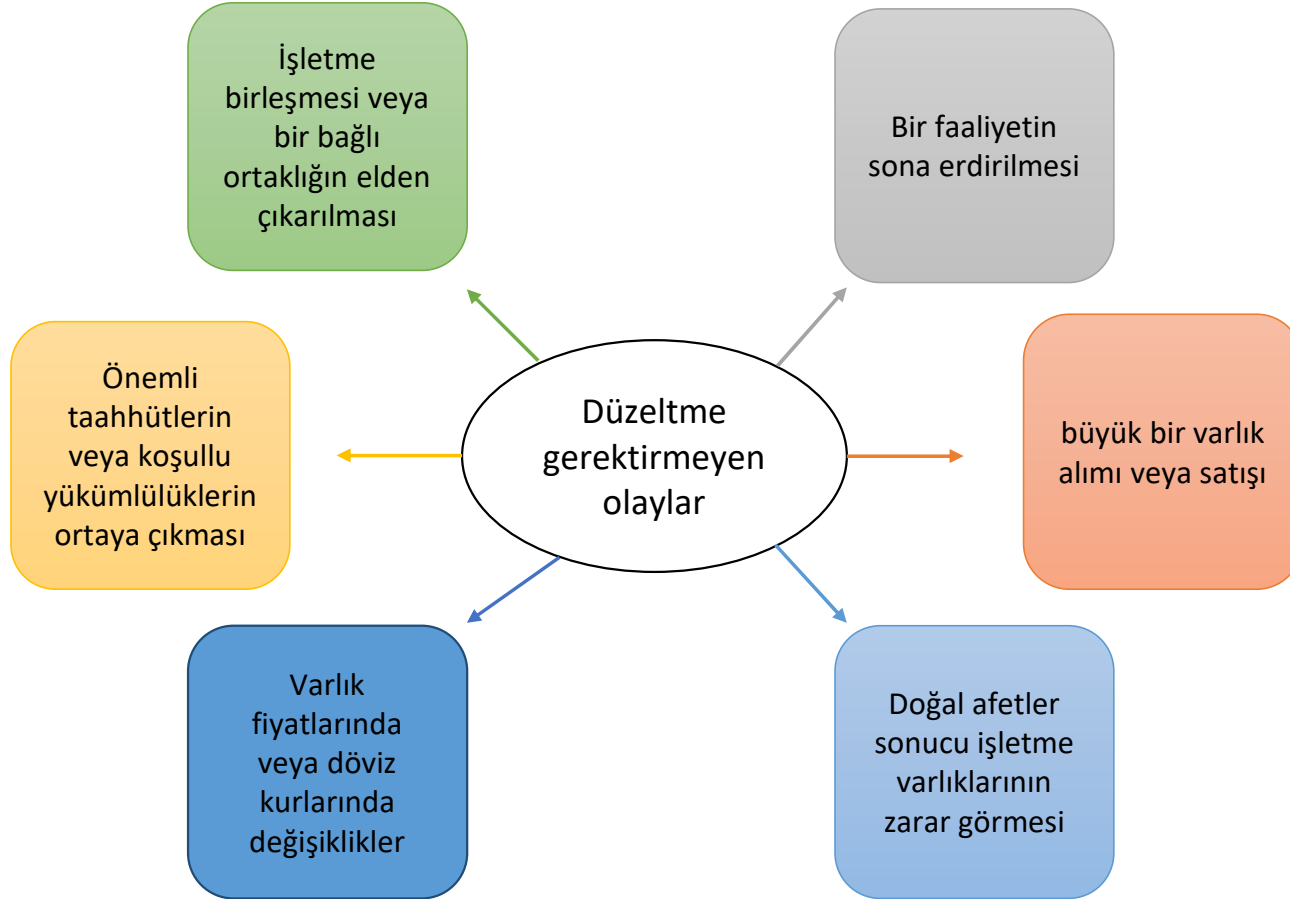 İşletme
birleşmesi veya
bir bağlı
ortaklığın elden
çıkarılması
Bir faaliyetin
sona erdirilmesi
Önemli
taahhütlerin
veya koşullu
yükümlülüklerin
ortaya çıkması
Düzeltme
gerektirmeyen
olaylar
büyük bir varlık
alımı veya satışı
Varlık
fiyatlarında
veya döviz
kurlarında
değişiklikler
Doğal afetler
sonucu işletme
varlıklarının
zarar görmesi